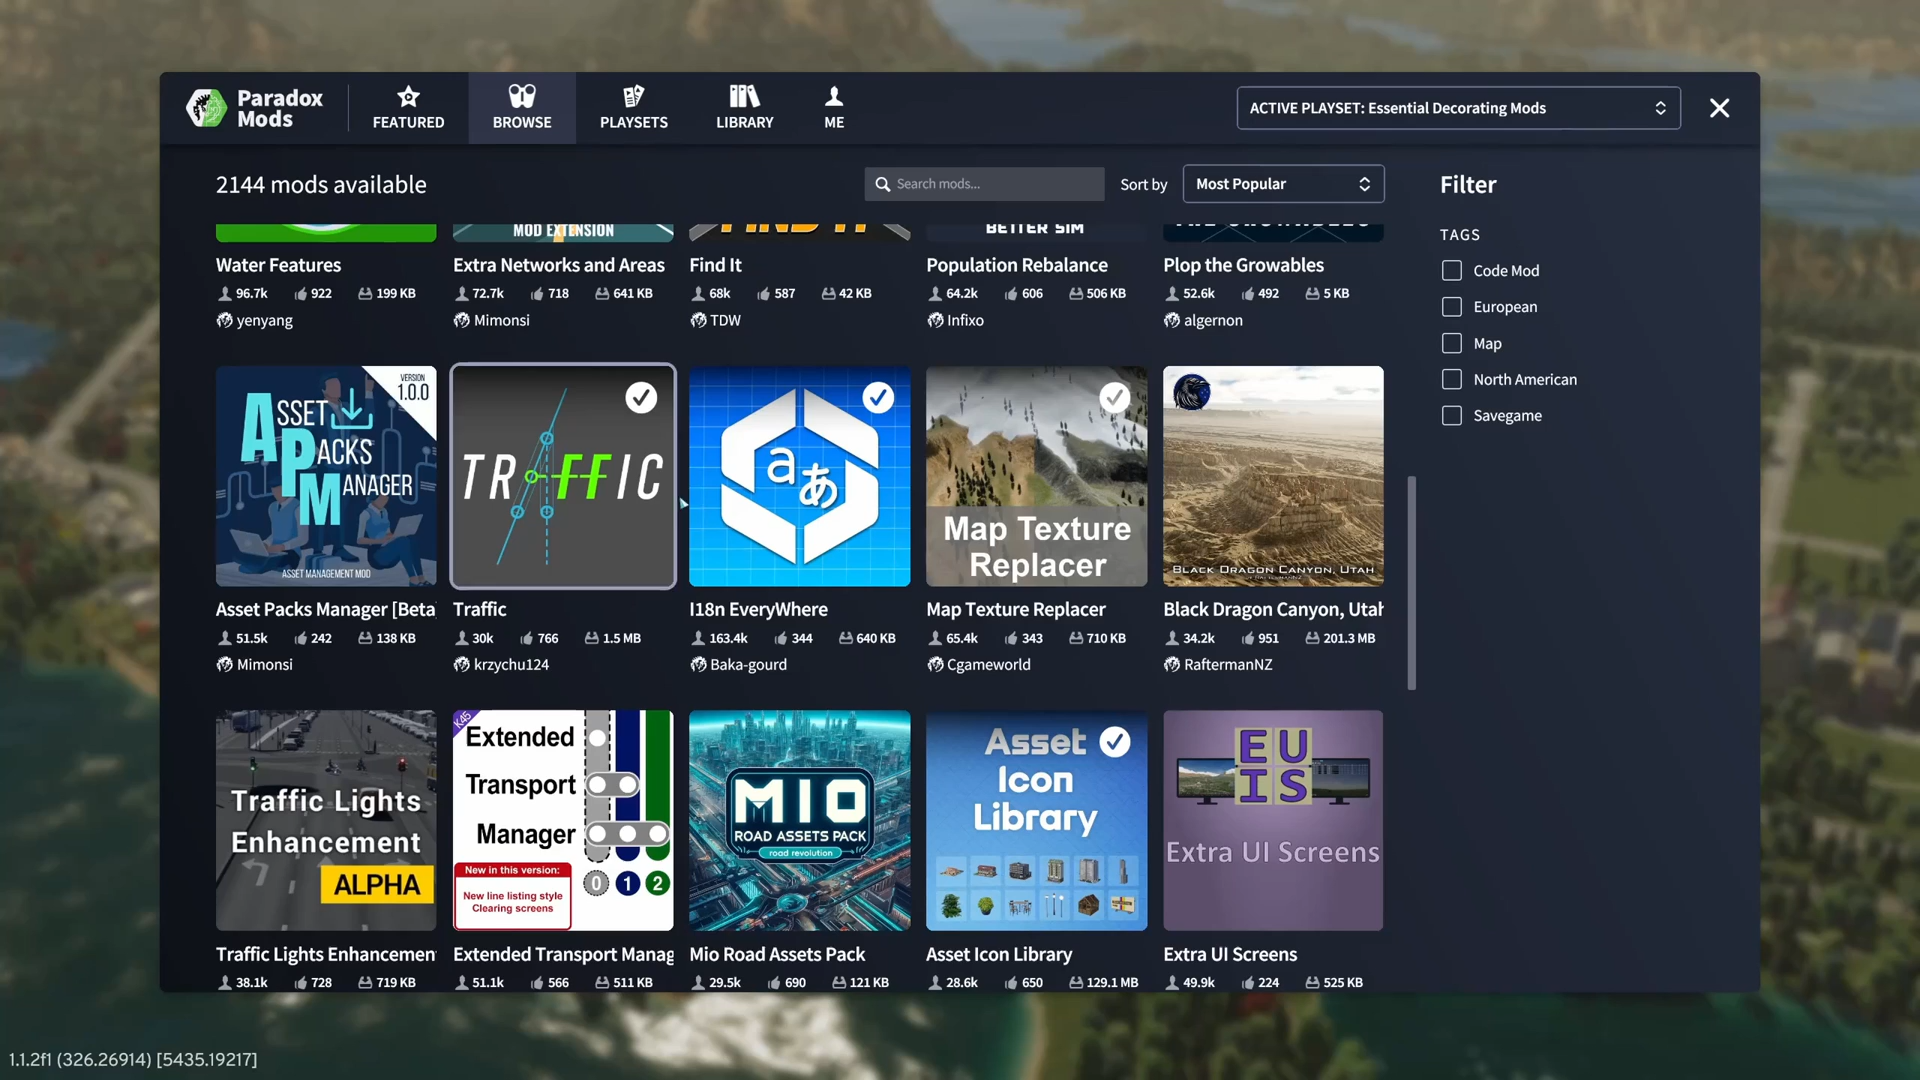 Paradox
Mods
FEATURED
BROWSE
PLAYSETS
LIBRARY
ME
ACTIVE PLAYSET: Essential Decorating Mods
2144 mods available
Search mods...
Sort by
Most Popular
Filter
TAGS
Code Mod
European
Map
North American
Savegame
MOD EXTENSION
FIND IT
BETTER SIM
Water Features
96.7k 922 199 KB
yenyang
Extra Networks and Areas
72.7k 718 641 KB
Mimonsi
Find It
68k 587 42 KB
TDW
Population Rebalance
64.2k 606 506 KB
Infixo
Plop the Growables
52.6k 492 5 KB
algernon
VERSION
1.0.0
ASSET
PACKS
MANAGER
ASSET MANAGEMENT MOD
Asset Packs Manager [Beta
51.5k 242 138 KB
Mimonsi
TRAFFIC
Traffic
30k 766 1.5 MB
krzychu124
aあ
I18n EveryWhere
163.4k 344 640 KB
Baka-gourd
Map Texture
Replacer
Map Texture Replacer
65.4k 343 710 KB
Cgameworld
BLACK DRAGON CANYON, UTAH
Black Dragon Canyon, Utah
34.2k 951 201.3 MB
RaftermanNZ
Traffic Lights
Enhancement
ALPHA
Traffic Lights Enhancement
38.1k 728 719 KB
K45
Extended
Transport
Manager
New in this version:
New line listing style
Clearing screens
0 1 2
Extended Transport Manag
51.1k 566 511 KB
MIO
ROAD ASSETS PACK
road revolution
Mio Road Assets Pack
29.5k 690 121 KB
Asset
Icon
Library
Asset Icon Library
28.6k 650 129.1 MB
EU
IS
Extra UI Screens
Extra UI Screens
49.9k 224 525 KB
1.1.2f1 (326.26914) [5435.19217]